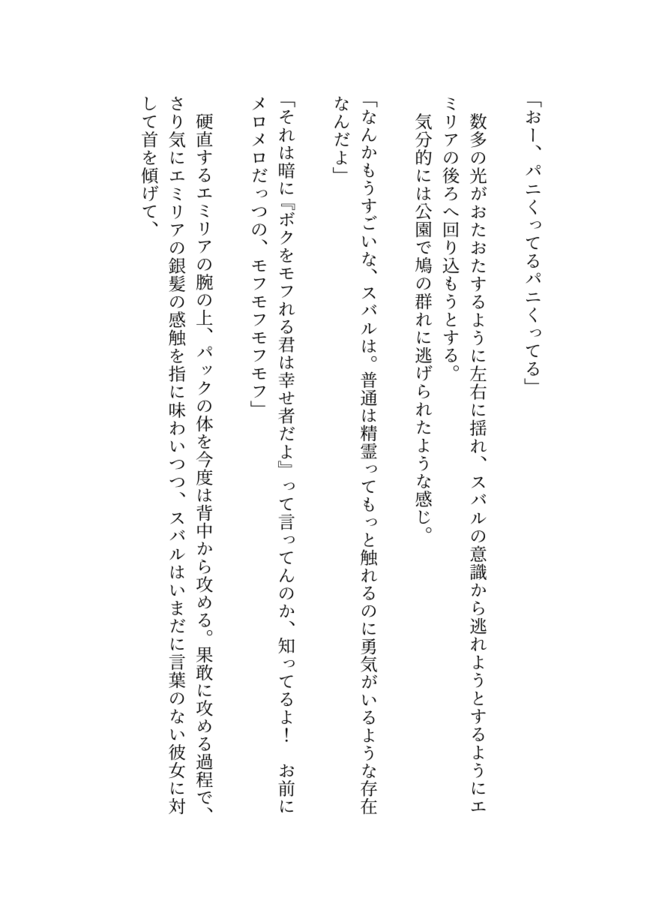 「おー、パニくってるパニくってる」
数多の光がおたおたするように左右に揺れ、スバルの意識から逃れようとするようにエ
ミリアの後ろへ回り込もうとする。
気分的には公園で鳩の群れに逃げられたような感じ。
「なんかもうすごいな、スバルは。普通は精霊ってもっと触れるのに勇気がいるような存在
なんだよ」
「それは暗に『ボクをモフれる君は幸せ者だよ』って言ってんのか、知ってるよ！　お前に
メロメロだっつの、モフモフモフモフ」
硬直するエミリアの腕の上、パックの体を今度は背中から攻める。果敢に攻める過程で、
さり気にエミリアの銀髪の感触を指に味わいつつ、スバルはいまだに言葉のない彼女に対
して首を傾げて、